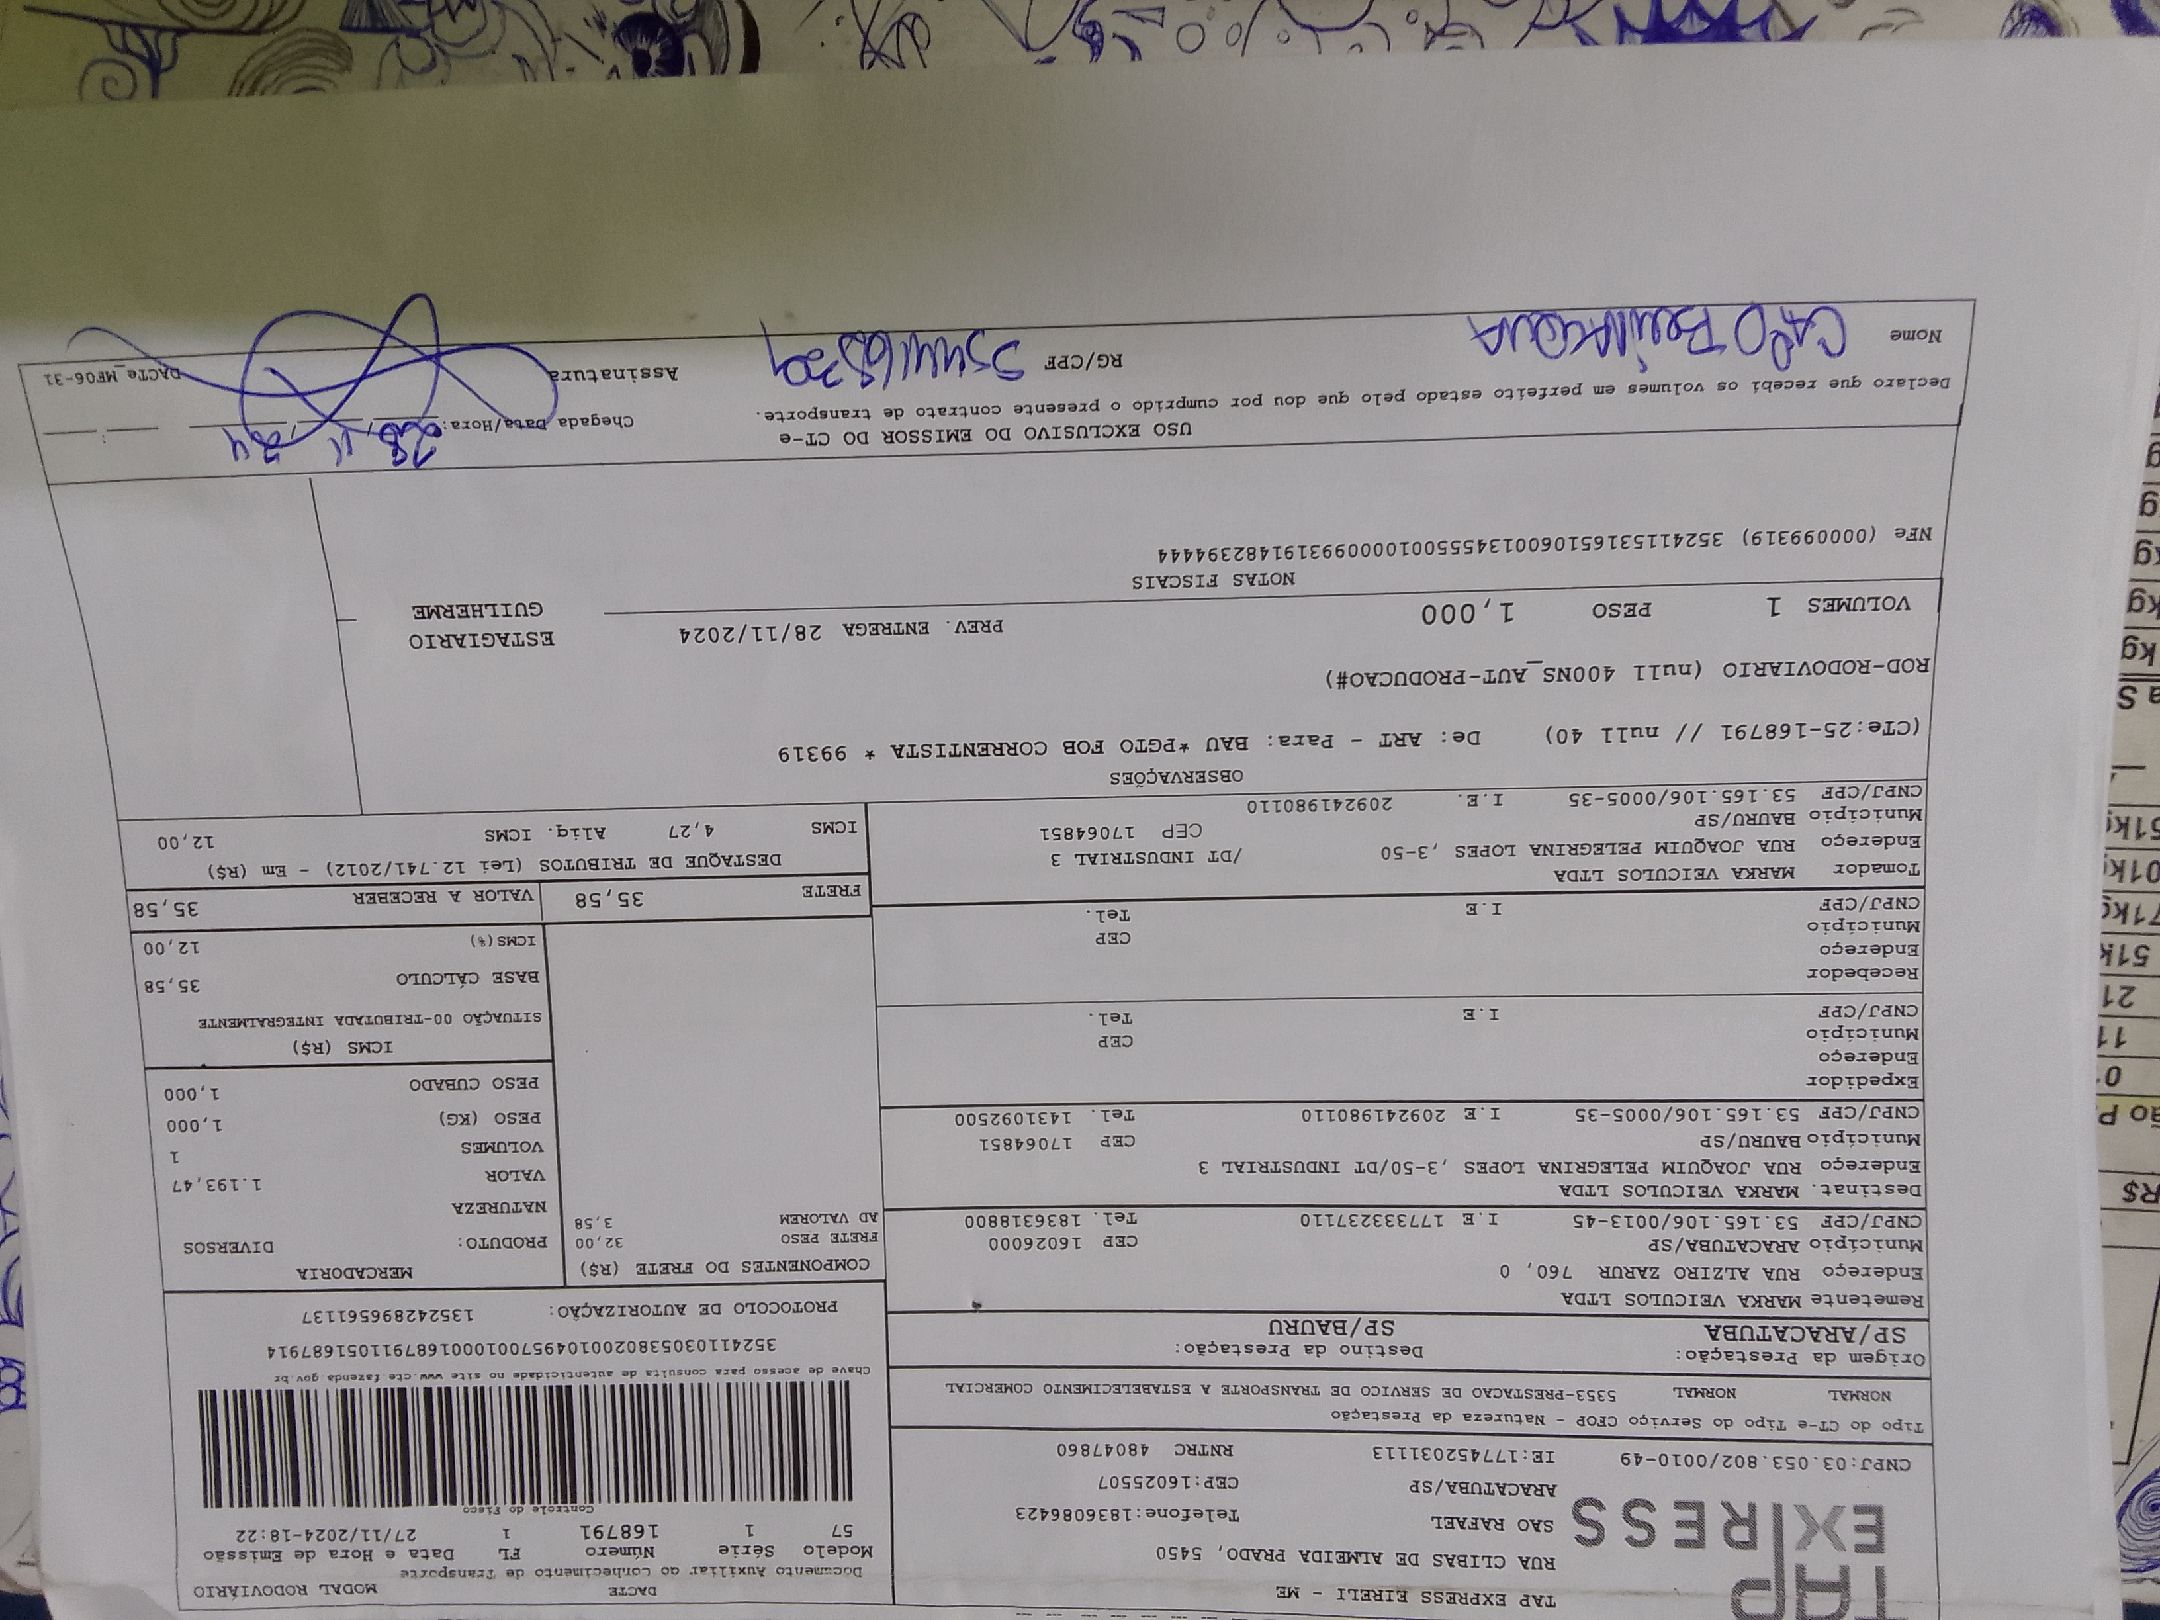 TAP
EXPRESS
TAP EXPRESS EIRELI - ME
RUA CLIBAS DE ALMEIDA PRADO, 5450
SAO RAFAEL Telefone:1836086423
ARACATUBA/SP CEP:16025507
CNPJ:03.053.802/0010-49 IE:177452031113 RNTRC 48047860
DACTE MODAL RODOVIÁRIO
Documento Auxiliar ao Conhecimento de Transporte
Modelo Série Número FL Data e Hora de Emissão
57 1 168791 1 27/11/2024-18:22
Controle do Fisco
Chave de acesso para consulta de autenticidade no site www.cte.fazenda.gov.br
35241103053802001049570010001687911051687914
PROTOCOLO DE AUTORIZAÇÃO: 135242896561137
Tipo do CT-e Tipo do Serviço CFOP - Natureza da Prestação
NORMAL NORMAL 5353-PRESTACAO DE SERVICO DE TRANSPORTE A ESTABELECIMENTO COMERCIAL
Origem da Prestação: Destino da Prestação:
SP/ARACATUBA SP/BAURU
Remetente MARKA VEICULOS LTDA
Endereço RUA ALZIRO ZARUR 760, 0
Município ARACATUBA/SP CEP 16026000
CNPJ/CPF 53.165.106/0013-45 I.E 177333237110 Tel. 1836318800
Destinat. MARKA VEICULOS LTDA
Endereço RUA JOAQUIM PELEGRINA LOPES ,3-50/DT INDUSTRIAL 3
Município BAURU/SP CEP 17064851
CNPJ/CPF 53.165.106/0005-35 I.E 209241980110 Tel. 1431092500
Expedidor
Endereço
Município CEP
CNPJ/CPF I.E Tel.
Recebedor
Endereço
Município CEP
CNPJ/CPF I.E Tel.
Tomador MARKA VEICULOS LTDA
Endereço RUA JOAQUIM PELEGRINA LOPES ,3-50 /DT INDUSTRIAL 3
Município BAURU/SP CEP 17064851
CNPJ/CPF 53.165.106/0005-35 I.E. 209241980110
COMPONENTES DO FRETE (R$)
FRETE PESO 32,00
AD VALOREM 3,58
MERCADORIA
PRODUTO: DIVERSOS
NATUREZA
VALOR 1.193,47
VOLUMES 1
PESO (KG) 1,000
PESO CUBADO 1,000
ICMS (R$)
SITUAÇÃO 00-TRIBUTADA INTEGRALMENTE
BASE CÁLCULO 35,58
ICMS(%) 12,00
FRETE 35,58 VALOR A RECEBER 35,58
DESTAQUE DE TRIBUTOS (Lei 12.741/2012) - Em (R$)
ICMS 4,27 Aliq. ICMS 12,00
OBSERVAÇÕES
(CTe:25-168791 // null 40) De: ART - Para: BAU *PGTO FOB CORRENTISTA * 99319
ROD-RODOVIARIO (null 400NS_AUT-PRODUCAO#)
VOLUMES 1 PESO 1,000 PREV. ENTREGA 28/11/2024
ESTAGIARIO
GUILHERME
NOTAS FISCAIS
NFe (000099319) 35241153165106001345550010000993191482394444
USO EXCLUSIVO DO EMISSOR DO CT-e
Declaro que recebi os volumes em perfeito estado pelo que dou por cumprido o presente contrato de transporte.
Chegada Data/Hora: 28, 11, 24
Nome RG/CPF Assinatura
DACTe_MF06-31